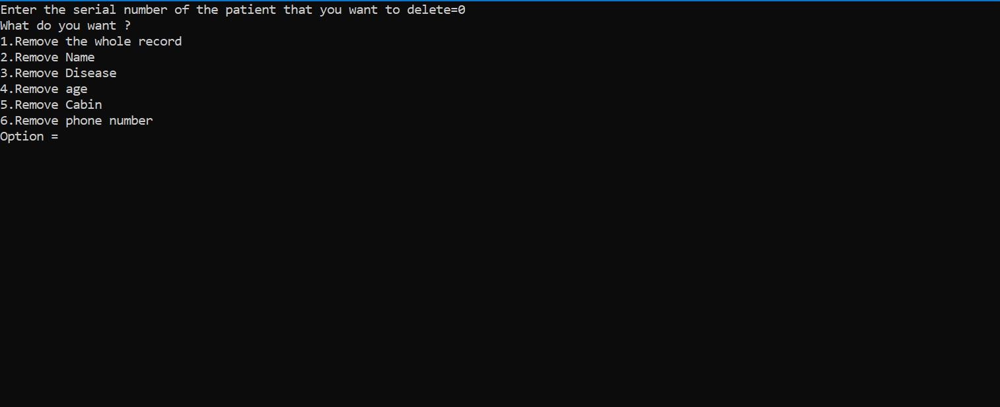 Enter the serial number of the patient that you want to delete=0
What do you want ?
1.Remove the whole record
2.Remove Name
3.Remove Disease
4.Remove age
5.Remove Cabin
6.Remove phone number
Option =